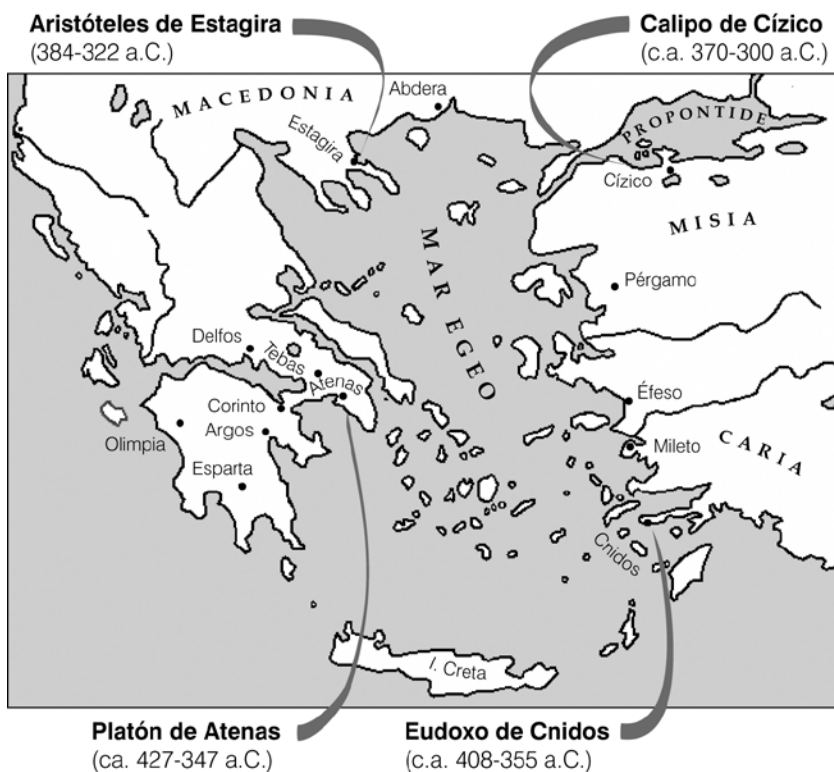 Aristóteles de Estagira
(384-322 a.C.)
Calipo de Cízico
(c.a. 370-300 a.C.)
MACEDONIA
Abdera
Estagira
PROPONTIDE
Cízico
MISIA
MAR EGEO
Pérgamo
Delfos
Tebas
Atenas
Éfeso
Corinto
Olimpia
Argos
CARIA
Mileto
Esparta
Cnidos
I. Creta
Platón de Atenas
(ca. 427-347 a.C.)
Eudoxo de Cnidos
(c.a. 408-355 a.C.)